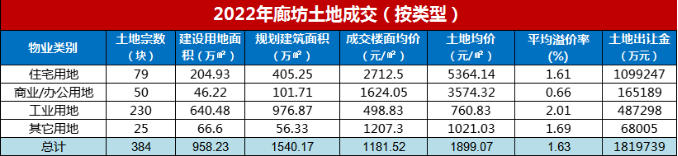 2022年廊坊土地成交（按类型）
物业类别 土地宗数（块） 建设用地面积（万㎡） 规划建筑面积（万㎡） 成交楼面均价（元/㎡） 土地均价（元/㎡） 平均溢价率(%) 土地出让金（万元）
住宅用地 79 204.93 405.25 2712.5 5364.14 1.61 1099247
商业/办公用地 50 46.22 101.71 1624.05 3574.32 0.66 165189
工业用地 230 640.48 976.87 498.83 760.83 2.01 487298
其它用地 25 66.6 56.33 1207.3 1021.03 1.69 68005
总计 384 958.23 1540.17 1181.52 1899.07 1.63 1819739